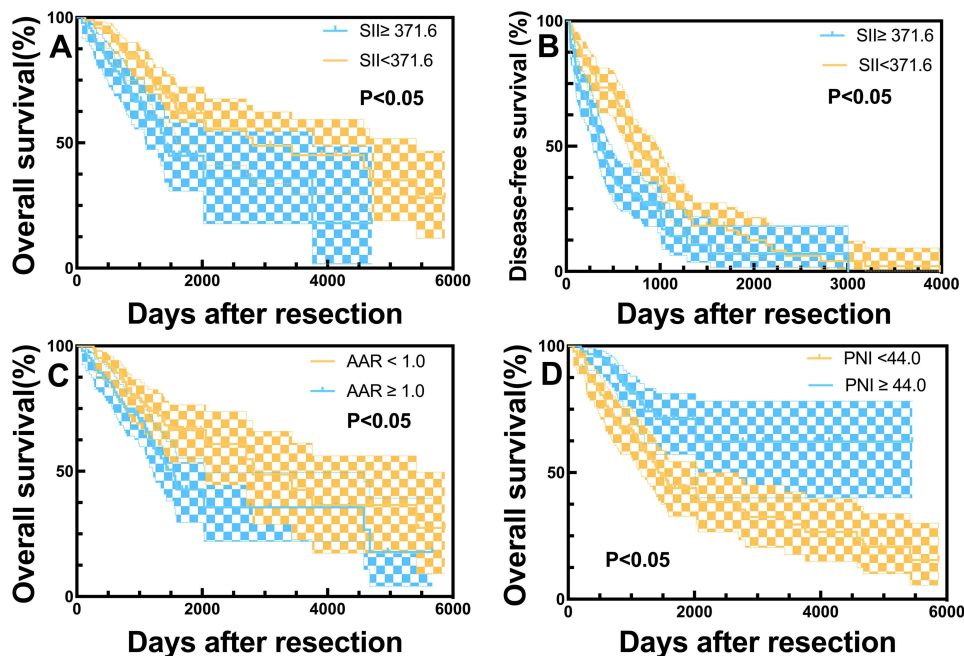 A
Overall survival(%)
100
50
0
SII≥ 371.6
SII<371.6
P<0.05
0
2000
4000
6000
Days after resection
B
Disease-free survival (%)
100
50
0
SII≥ 371.6
SII<371.6
P<0.05
0
1000
2000
3000
4000
Days after resection
C
Overall survival(%)
100
50
0
AAR < 1.0
AAR ≥ 1.0
P<0.05
0
2000
4000
6000
Days after resection
D
Overall survival(%)
100
50
0
PNI <44.0
PNI ≥ 44.0
P<0.05
0
2000
4000
6000
Days after resection